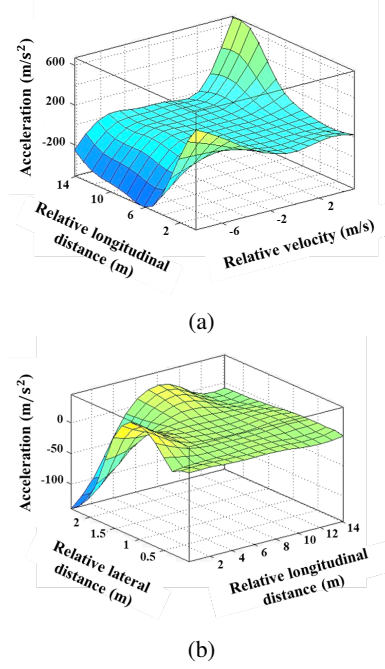 Acceleration (m/s²)
600
200
-200
14
10
6
2
Relative longitudinal
distance (m)
-6
-2
2
Relative velocity (m/s)
(a)
Acceleration (m/s²)
0
-50
-100
2
1.5
1
0.5
Relative lateral
distance (m)
2
4
6
8
10
12
14
Relative longitudinal
distance (m)
(b)